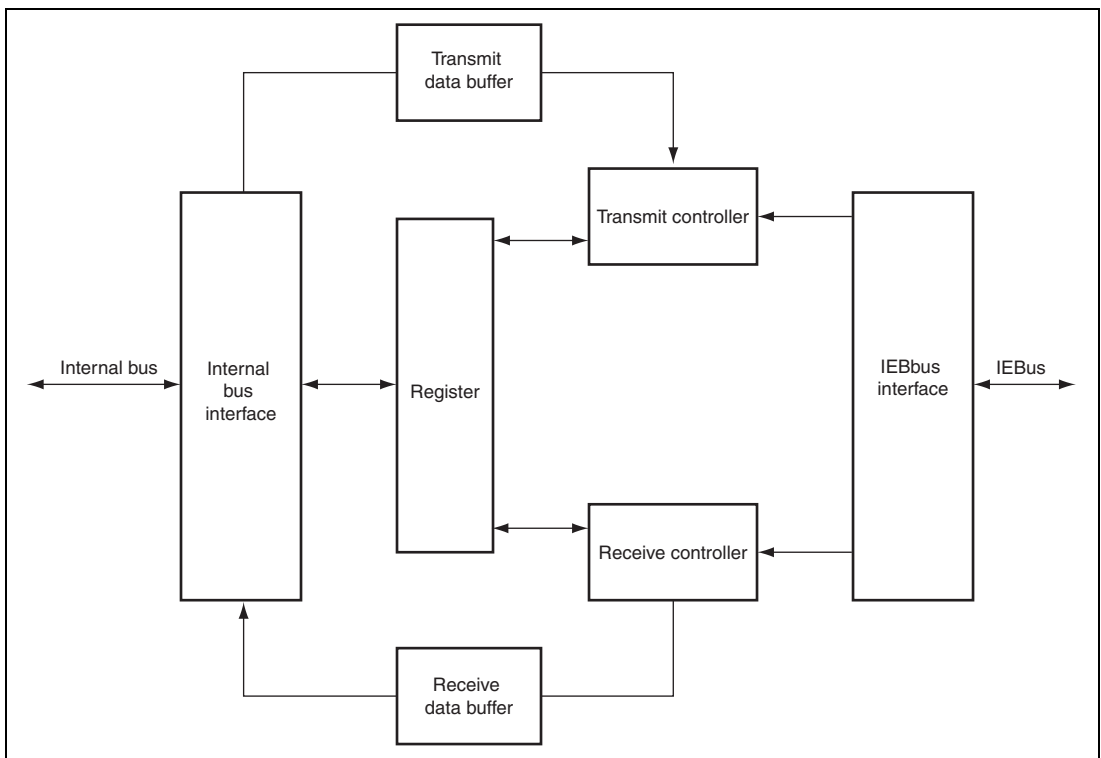 Transmit
data buffer
Transmit controller
Internal bus
Internal
bus
interface
Register
IEBbus
interface
IEBus
Receive controller
Receive
data buffer